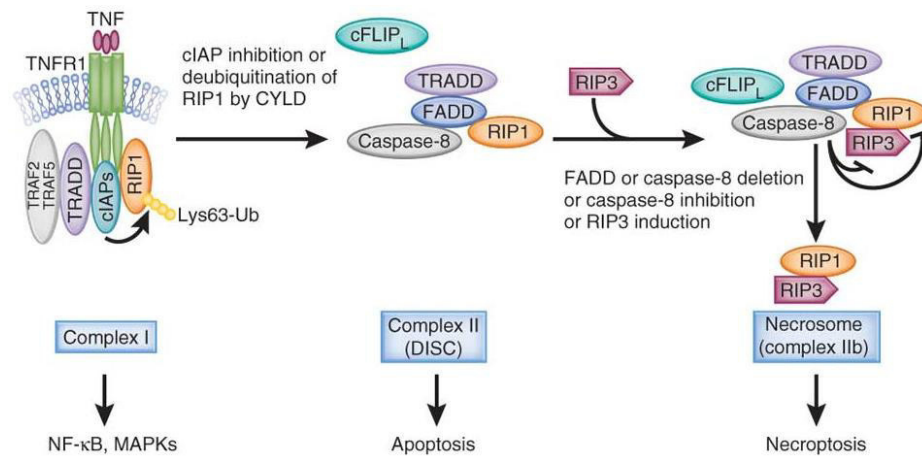 TNF
TNFR1
TRAF2
TRAF5
TRADD
cIAPs
RIP1
Lys63-Ub
cIAP inhibition or
deubiquitination of
RIP1 by CYLD
cFLIPL
TRADD
FADD
Caspase-8
RIP1
RIP3
FADD or caspase-8 deletion
or caspase-8 inhibition
or RIP3 induction
TRADD
cFLIPL
FADD
Caspase-8
RIP1
RIP3
RIP1
RIP3
Complex I
Complex II
(DISC)
Necrosome
(complex IIb)
NF-κB, MAPKs
Apoptosis
Necroptosis